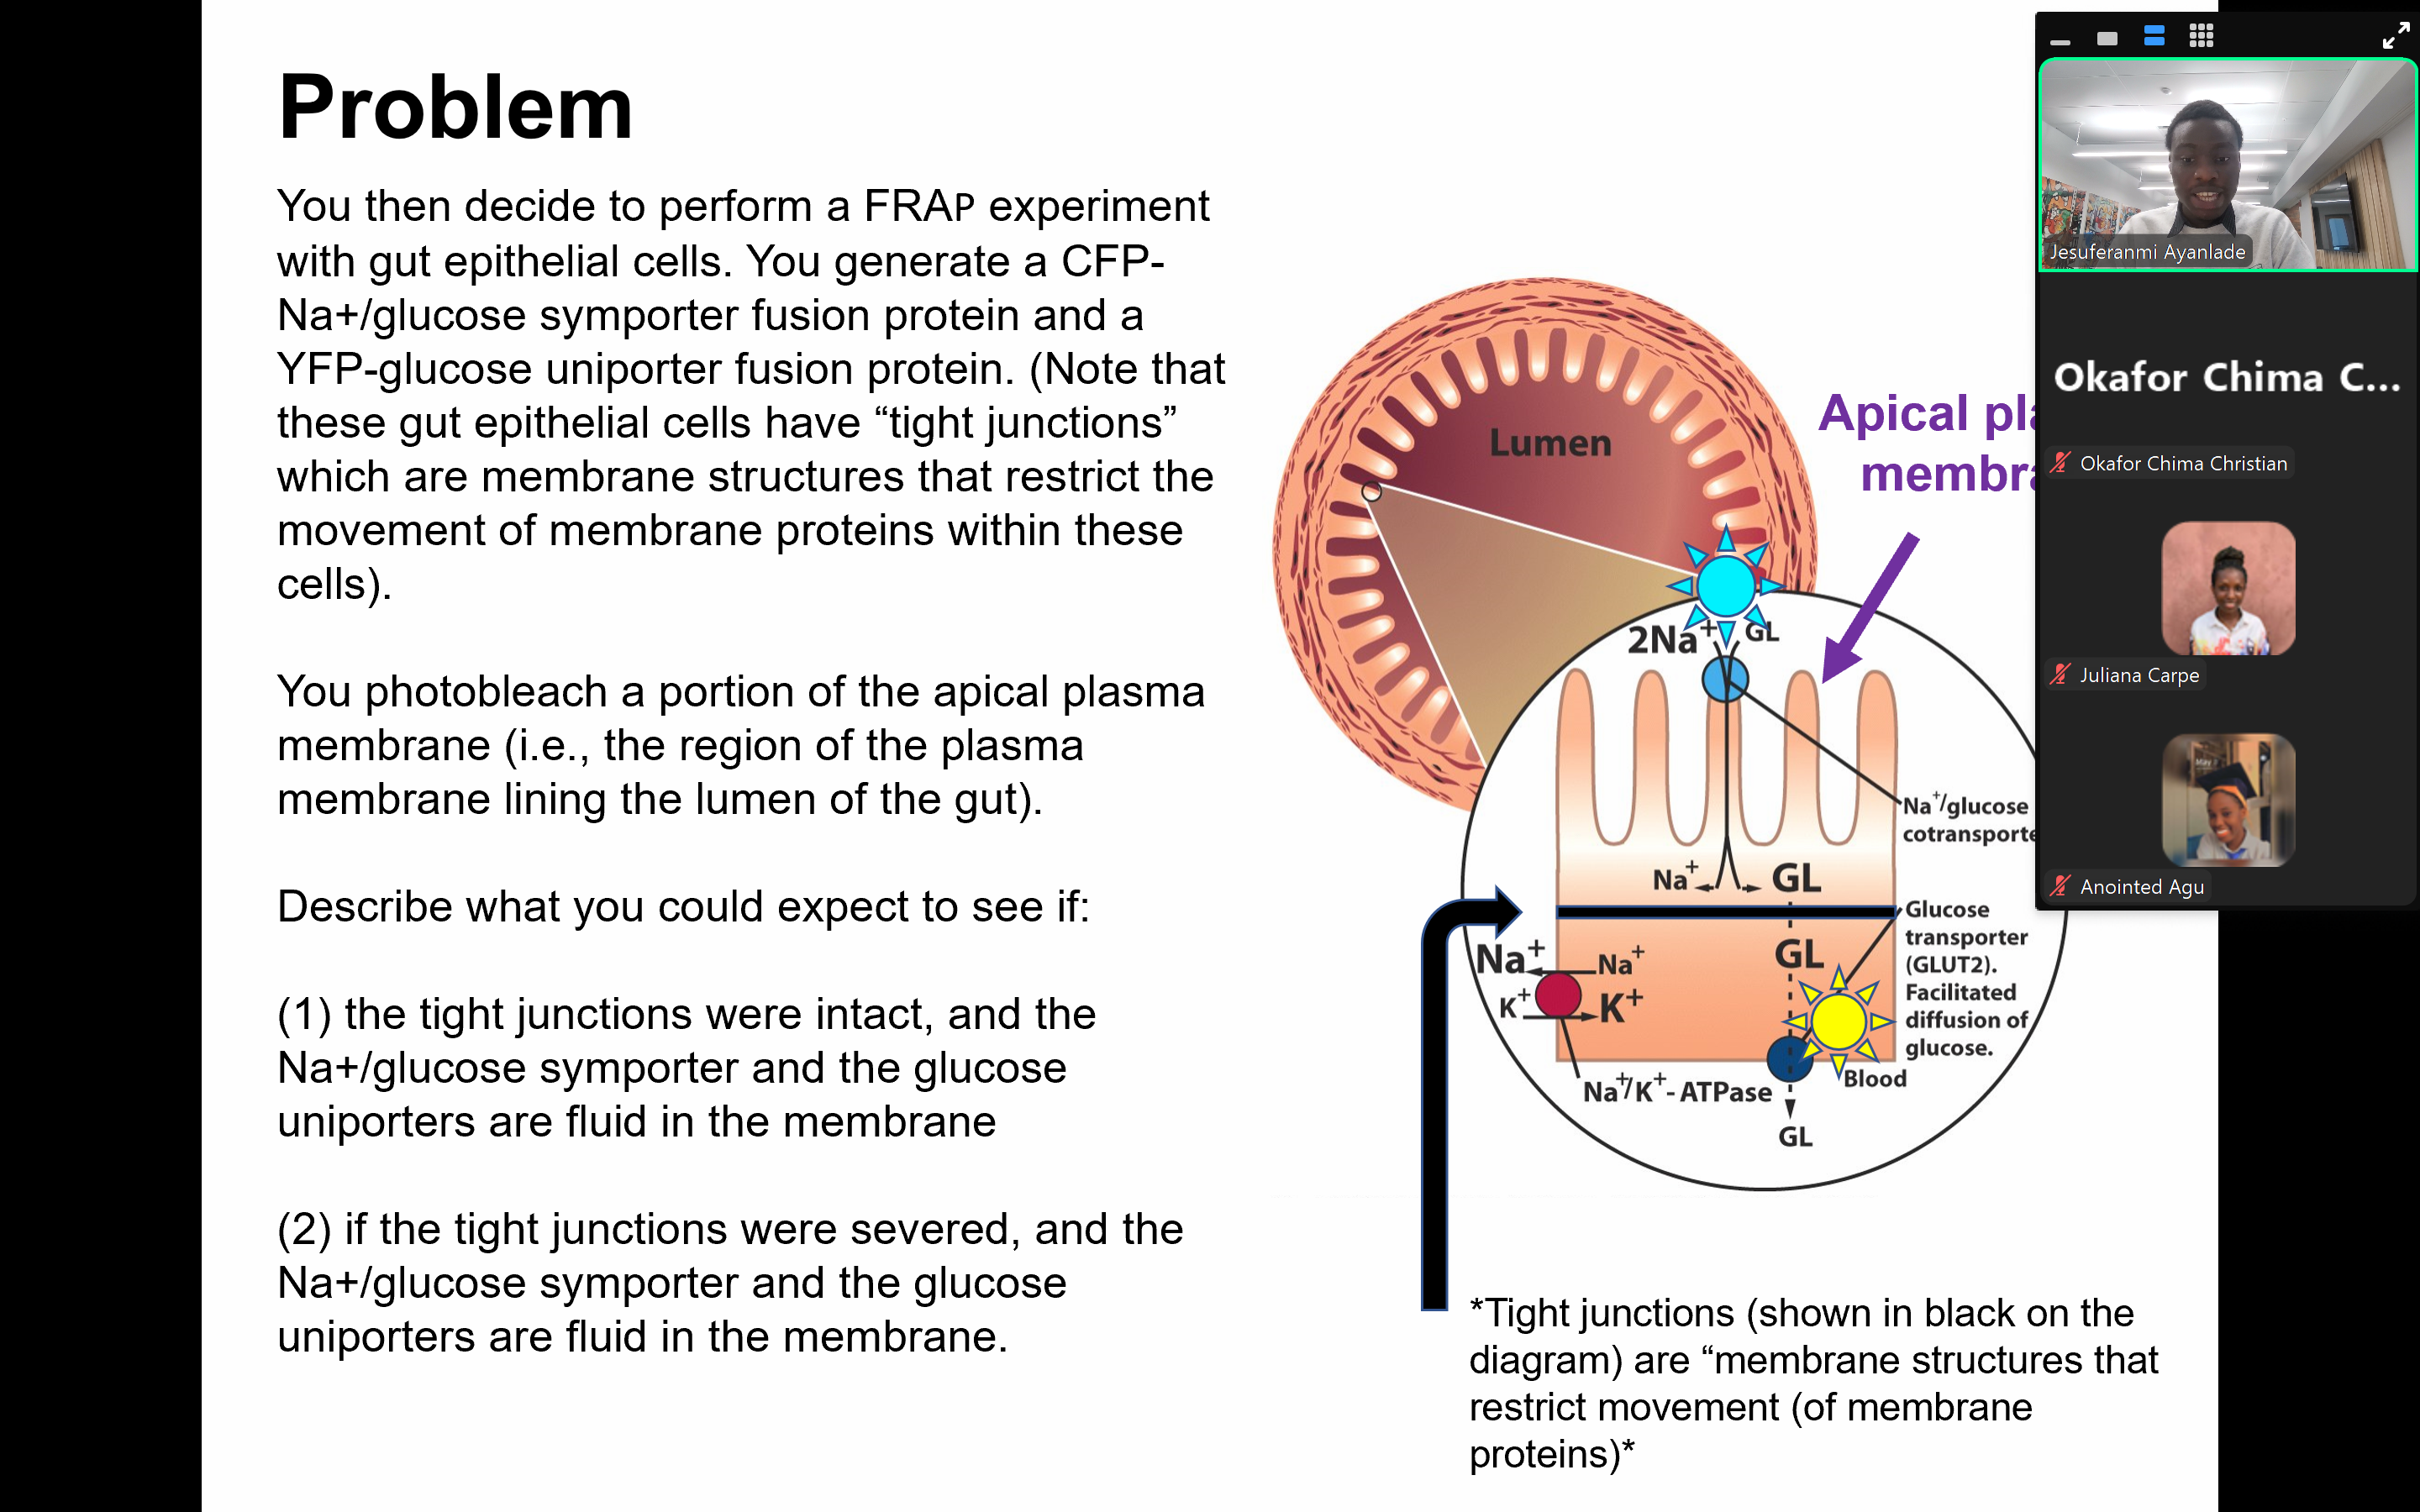 Problem
You then decide to perform a FRAP experiment
with gut epithelial cells. You generate a CFP-
Na+/glucose symporter fusion protein and a
YFP-glucose uniporter fusion protein. (Note that
these gut epithelial cells have “tight junctions”
which are membrane structures that restrict the
movement of membrane proteins within these
cells).
You photobleach a portion of the apical plasma
membrane (i.e., the region of the plasma
membrane lining the lumen of the gut).
Describe what you could expect to see if:
(1) the tight junctions were intact, and the
Na+/glucose symporter and the glucose
uniporters are fluid in the membrane
(2) if the tight junctions were severed, and the
Na+/glucose symporter and the glucose
uniporters are fluid in the membrane.
Lumen
Apical pla
membra
2Na+ GL
Na+/glucose
cotransporte
Na+ GL
Glucose
transporter
(GLUT2).
Facilitated
diffusion of
glucose.
Na+ Na+
GL
K+ K+
Blood
Na+/K+-ATPase
GL
*Tight junctions (shown in black on the
diagram) are “membrane structures that
restrict movement (of membrane
proteins)*
Jesuferanmi Ayanlade
Okafor Chima C...
Okafor Chima Christian
Juliana Carpe
Anointed Agu